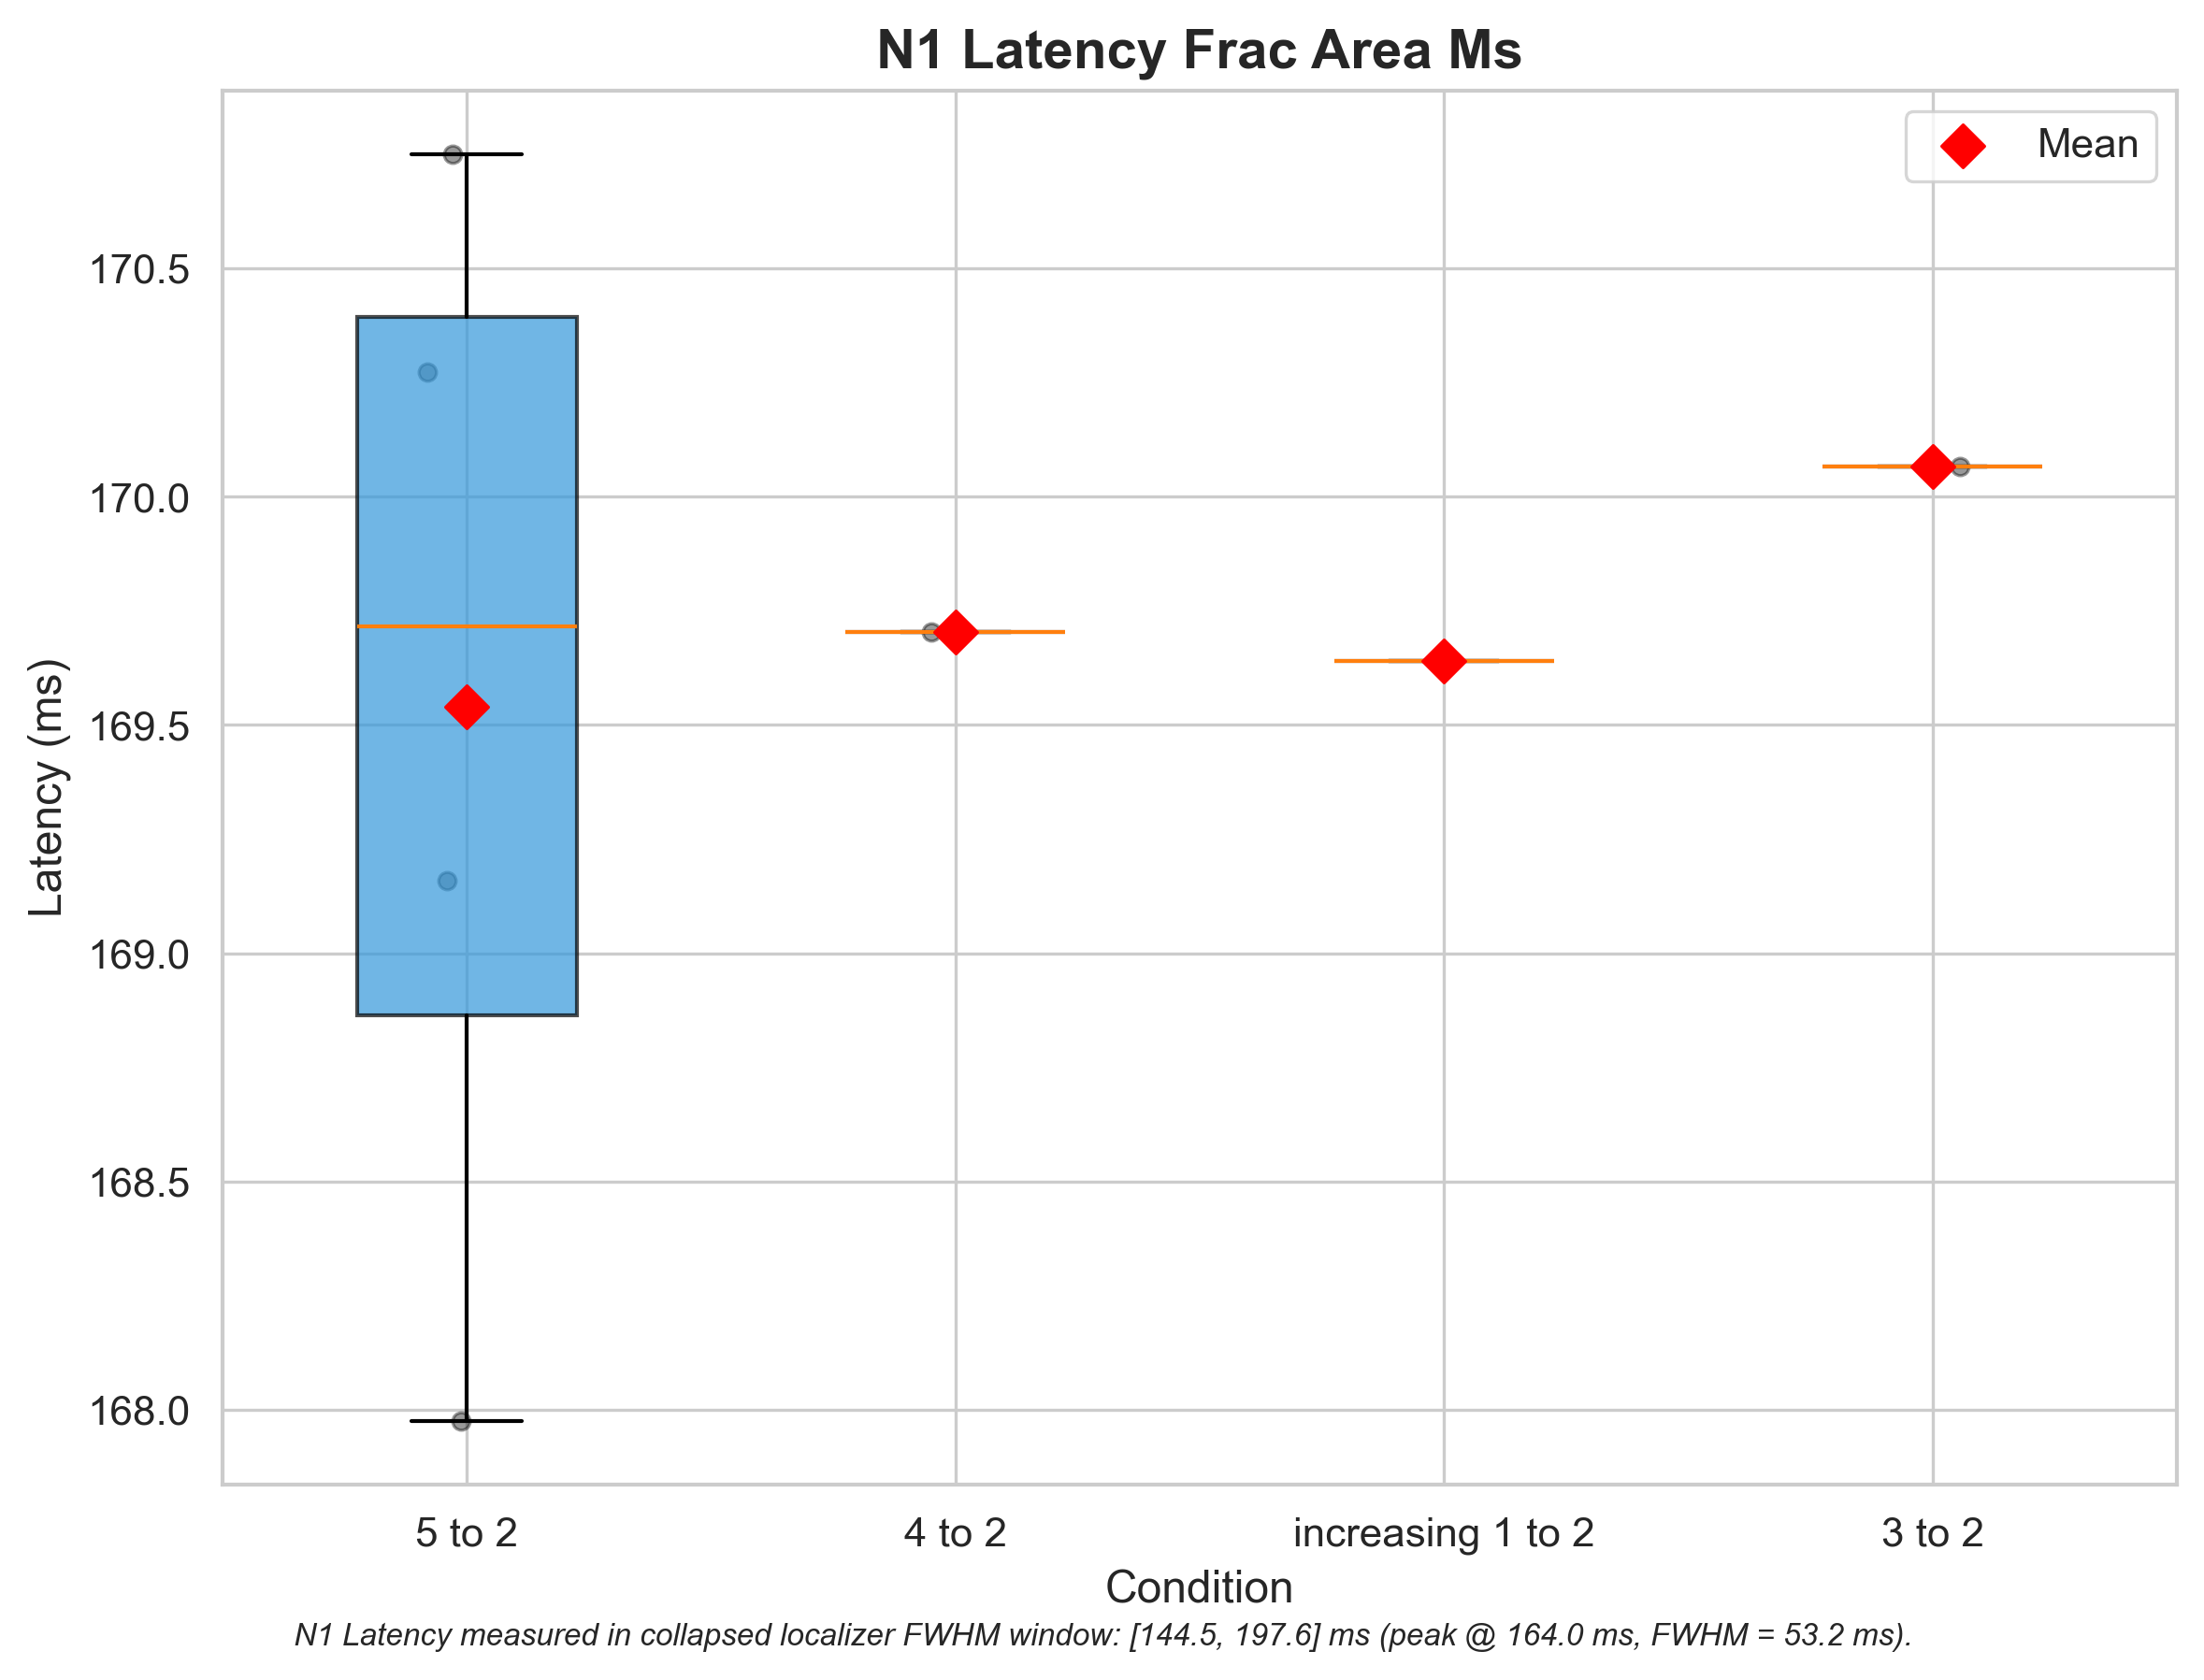 N1 Latency Frac Area Ms
Mean
Latency (ms)
170.5
170.0
169.5
169.0
168.5
168.0
5 to 2
4 to 2
increasing 1 to 2
3 to 2
Condition
N1 Latency measured in collapsed localizer FWHM window: [144.5, 197.6] ms (peak @ 164.0 ms, FWHM = 53.2 ms).